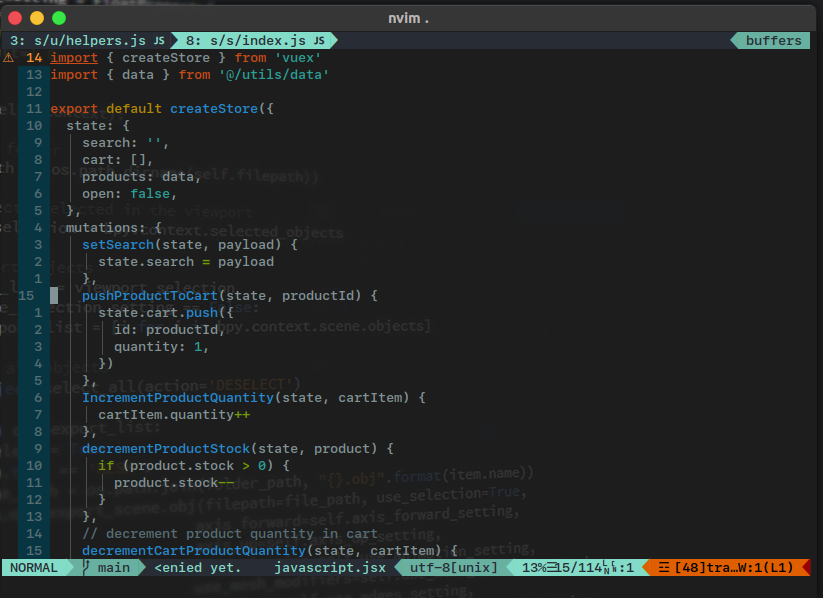 nvim .
3: s/u/helpers.js JS 8: s/s/index.js JS buffers
14 import { createStore } from 'vuex'
13 import { data } from '@/utils/data'
12
11 export default createStore({
10 state: {
9 search: '',
8 cart: [],
7 products: data,
6 open: false,
5 },
4 mutations: {
3 setSearch(state, payload) {
2 state.search = payload
1 },
15 pushProductToCart(state, productId) {
1 state.cart.push({
2 id: productId,
3 quantity: 1,
4 })
5 },
6 IncrementProductQuantity(state, cartItem) {
7 cartItem.quantity++
8 },
9 decrementProductStock(state, product) {
10 if (product.stock > 0) {
11 product.stock--
12 }
13 },
14 // decrement product quantity in cart
15 decrementCartProductQuantity(state, cartItem) {
NORMAL main <enied yet. javascript.jsx utf-8[unix] 13% 15/114 :1 [48]tra…W:1(L1)